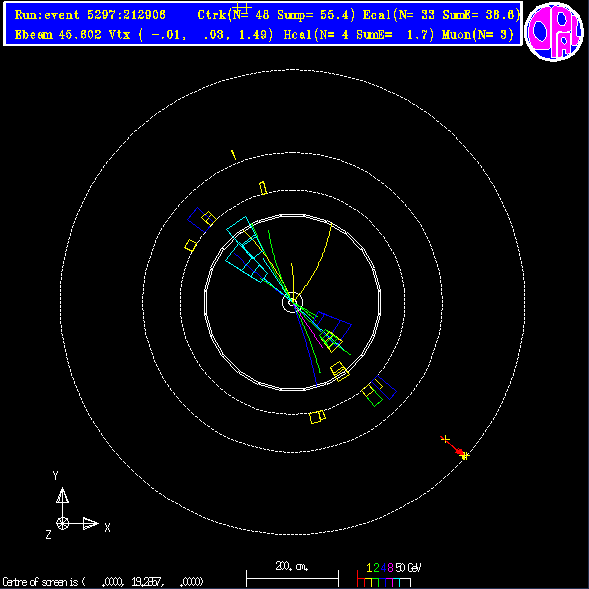 Run:event 5297:212906 Ctrk(N= 48 Sump= 55.4) Ecal(N= 33 SumE= 38.6)
Ebeam 45.602 Vtx ( -.01, .03, 1.49) Hcal(N= 4 SumE= 1.7) Muon(N= 3)
OPAL
Y
X
Z
200. cm.
1 2 4 8 50 GeV
Centre of screen is ( .0000, 19.2857, .0000)